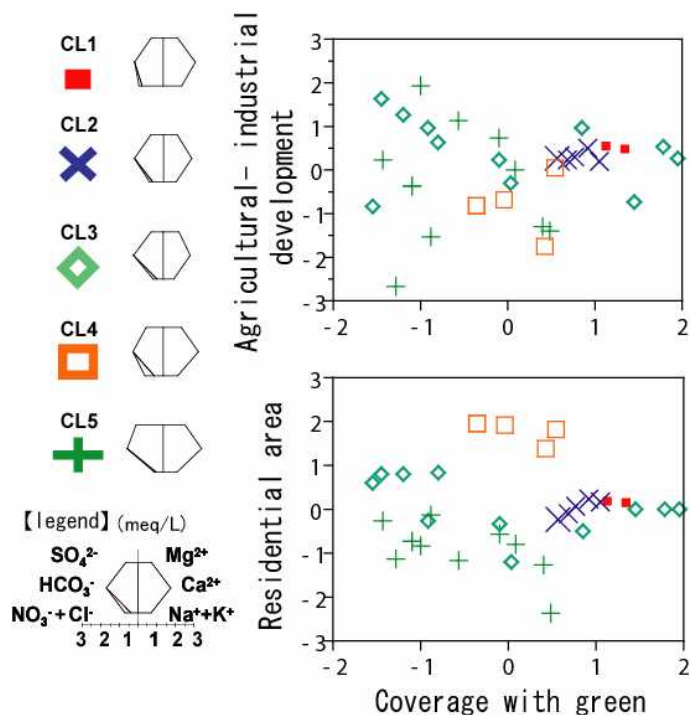 CL1
CL2
CL3
CL4
CL5
【legend】 (meq/L)
SO₄²⁻ Mg²⁺
HCO₃⁻ Ca²⁺
NO₃⁻+Cl⁻ Na⁺+K⁺
3 2 1 1 2 3
Agricultural- industrial
development
3
2
1
0
-1
-2
-3
-2 -1 0 1 2
Residential area
3
2
1
0
-1
-2
-3
-2 -1 0 1 2
Coverage with green